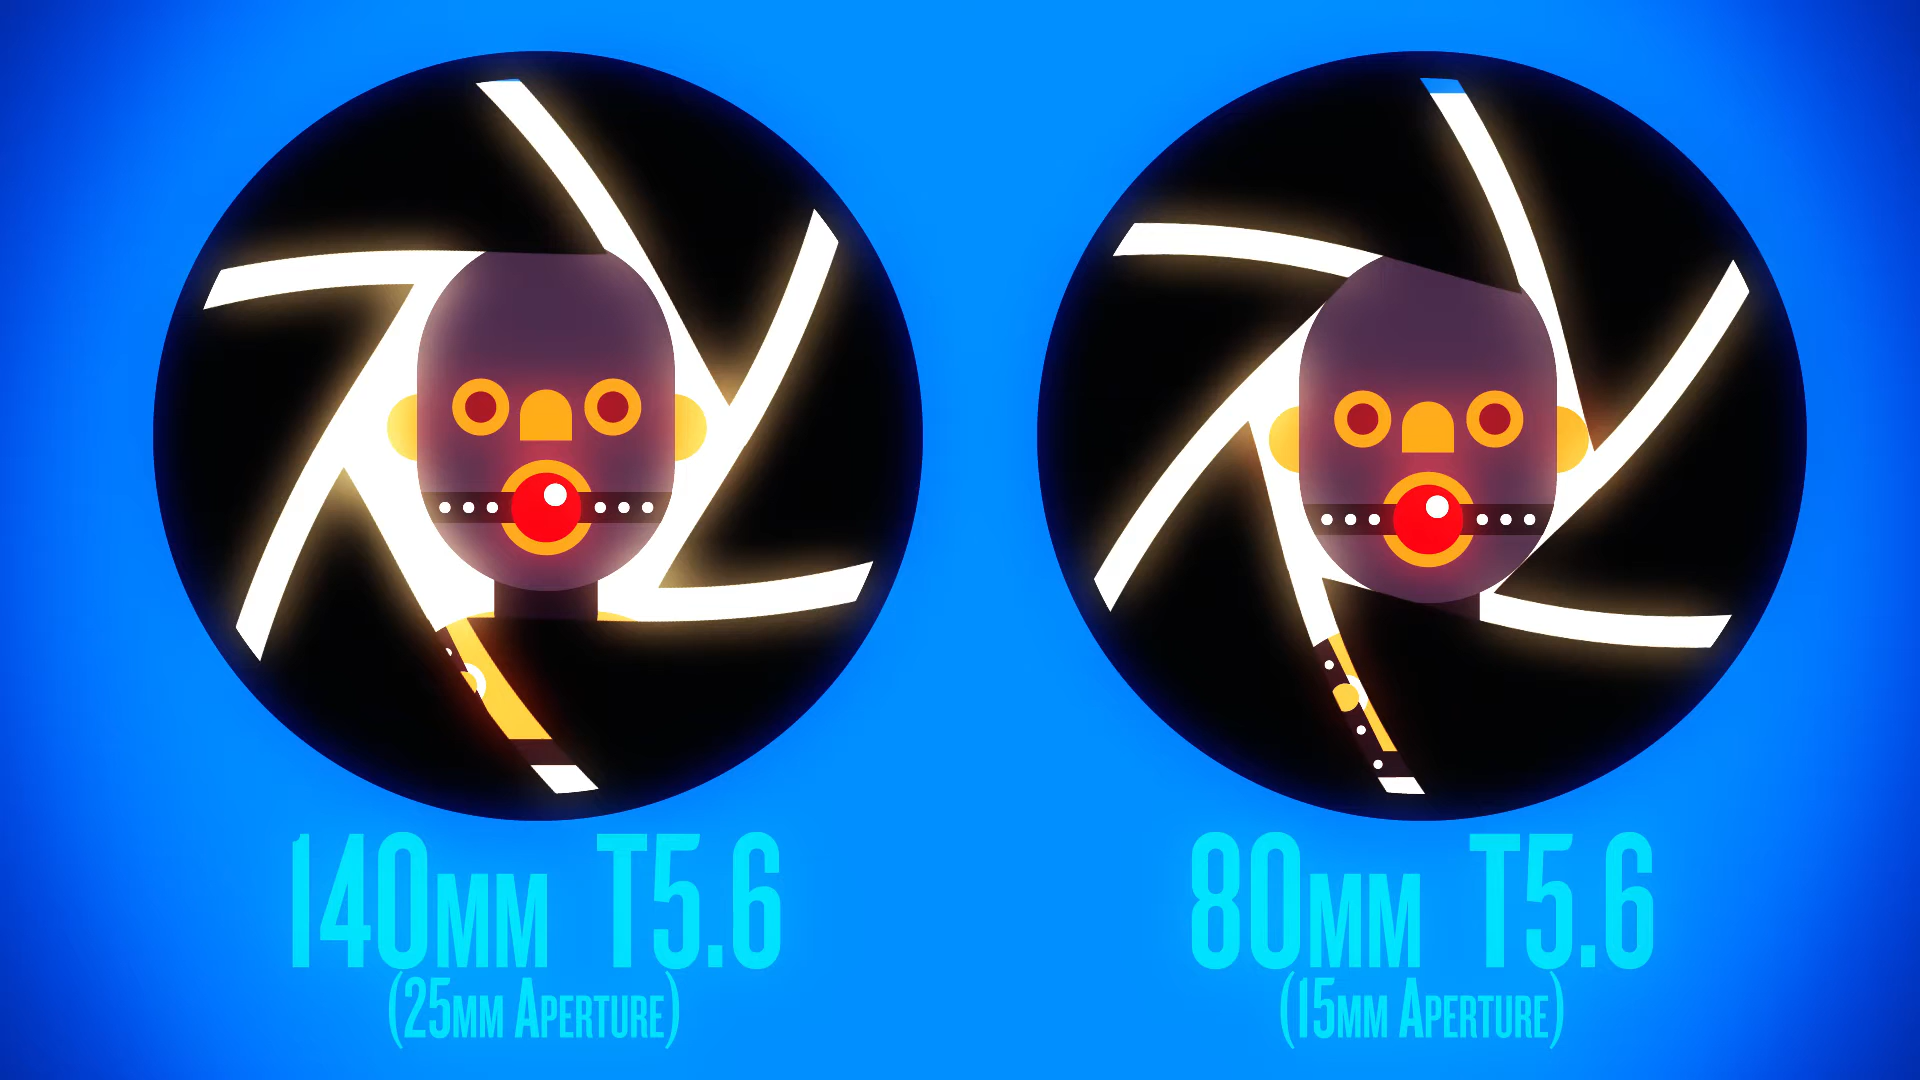 140mm T5.6
(25mm Aperture)
80mm T5.6
(15mm Aperture)